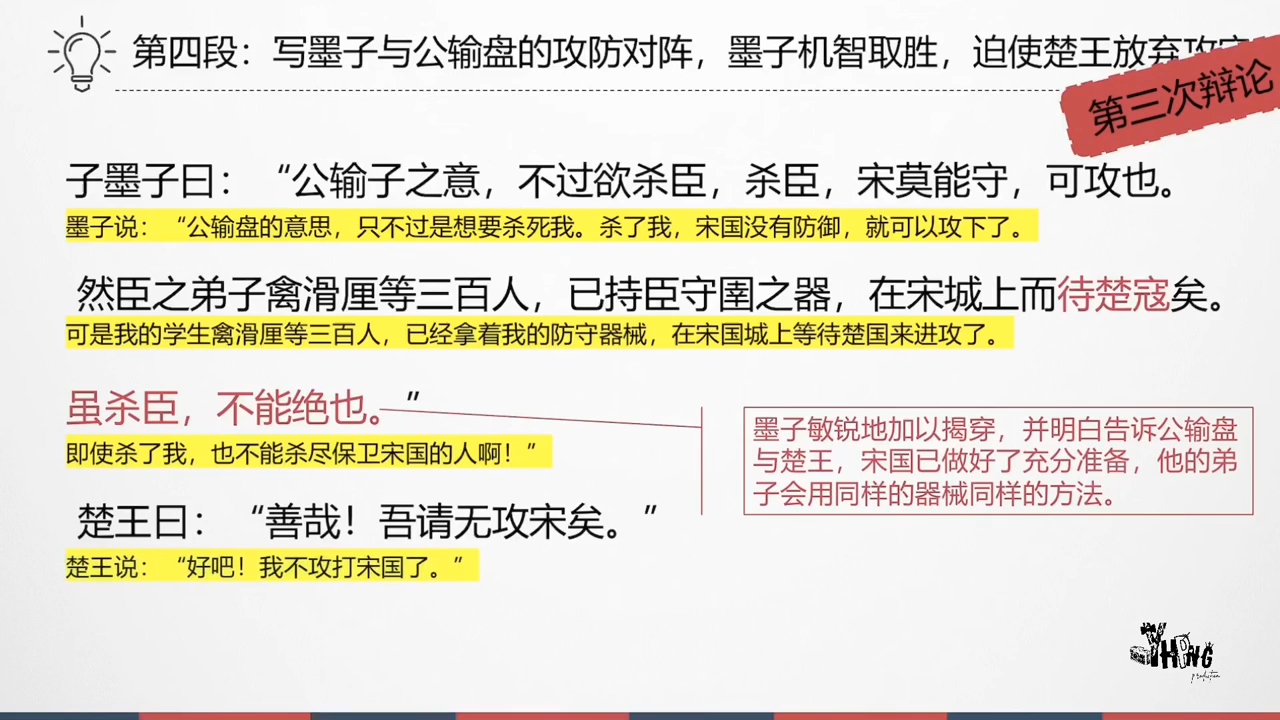 第四段：写墨子与公输盘的攻防对阵，墨子机智取胜，迫使楚王放弃攻宋
第三次辩论
子墨子曰：“公输子之意，不过欲杀臣，杀臣，宋莫能守，可攻也。
墨子说：“公输盘的意思，只不过是想要杀死我。杀了我，宋国没有防御，就可以攻下了。
然臣之弟子禽滑厘等三百人，已持臣守圉之器，在宋城上而待楚寇矣。
可是我的学生禽滑厘等三百人，已经拿着我的防守器械，在宋国城上等待楚国来进攻了。
虽杀臣，不能绝也。”
即使杀了我，也不能杀尽保卫宋国的人啊！”
墨子敏锐地加以揭穿，并明白告诉公输盘
与楚王，宋国已做好了充分准备，他的弟
子会用同样的器械同样的方法。
楚王曰：“善哉！吾请无攻宋矣。”
楚王说：“好吧！我不攻打宋国了。”
YHPNG
production